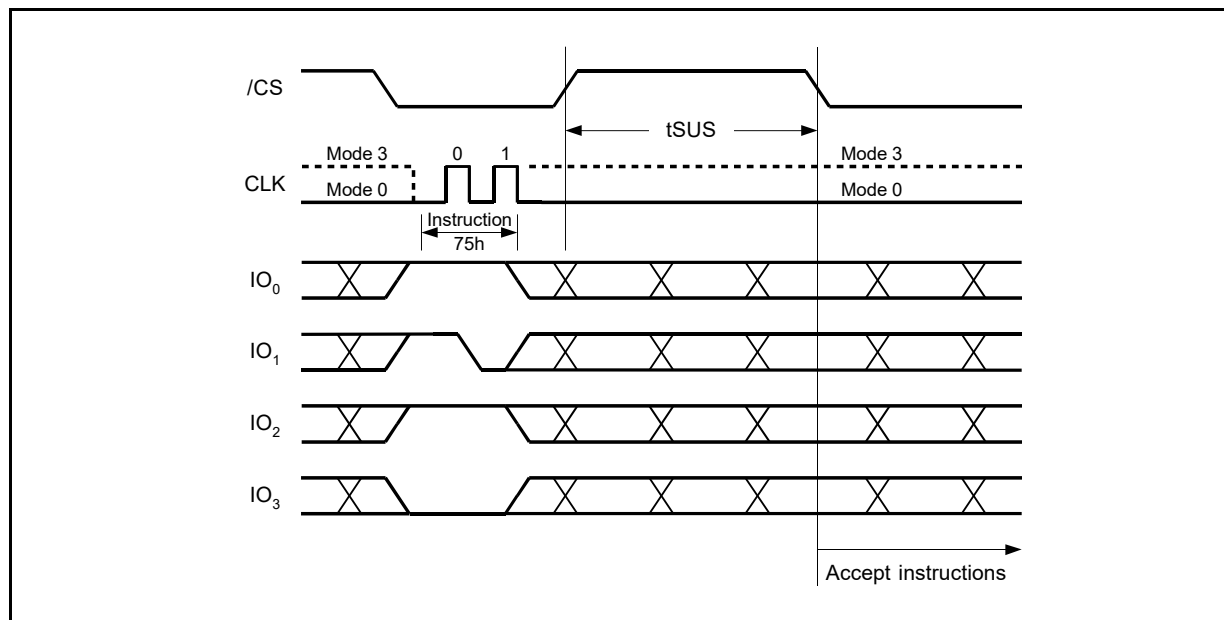 /CS
tSUS
Mode 3 0 1 Mode 3
CLK
Mode 0 Mode 0
Instruction
75h
IO0
IO1
IO2
IO3
Accept instructions